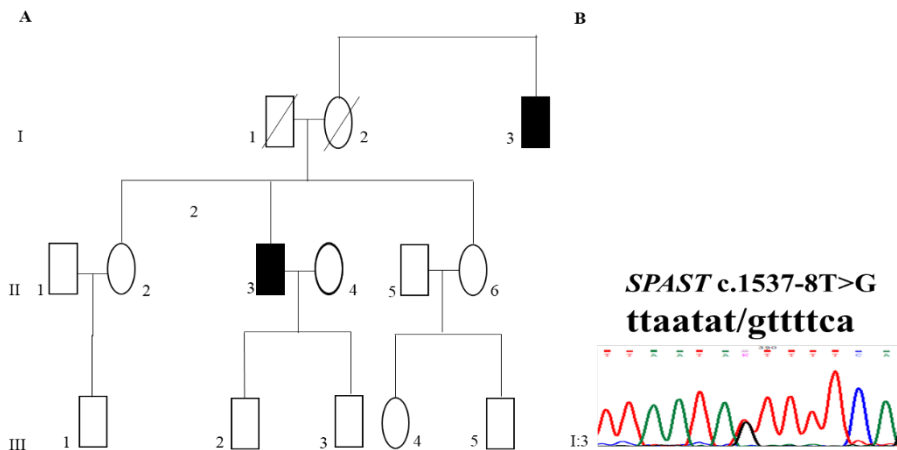 A
B
I
1
2
3
2
II
1
2
3
4
5
6
SPAST c.1537-8T>G
ttaatat/gttttca
T T A A T A K T T T T C A
I:3
III
1
2
3
4
5